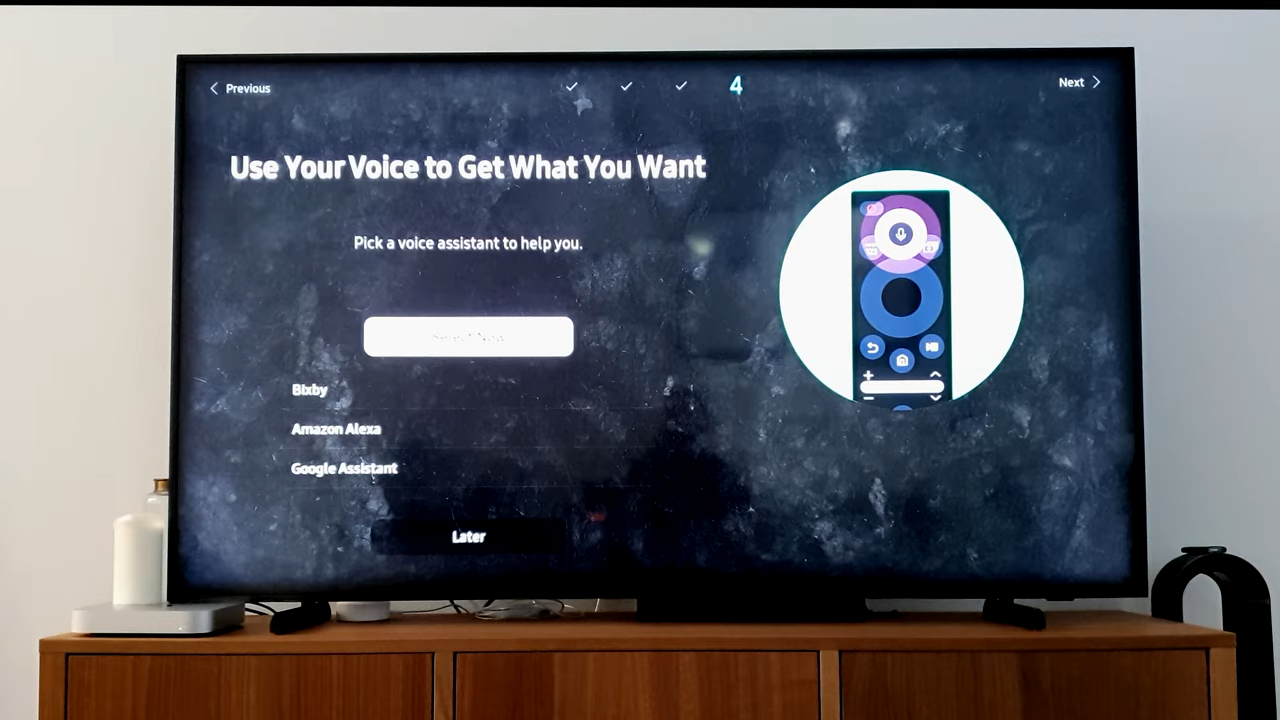 Previous
4
Next
Use Your Voice to Get What You Want
Pick a voice assistant to help you.
Bixby
Amazon Alexa
Google Assistant
Later